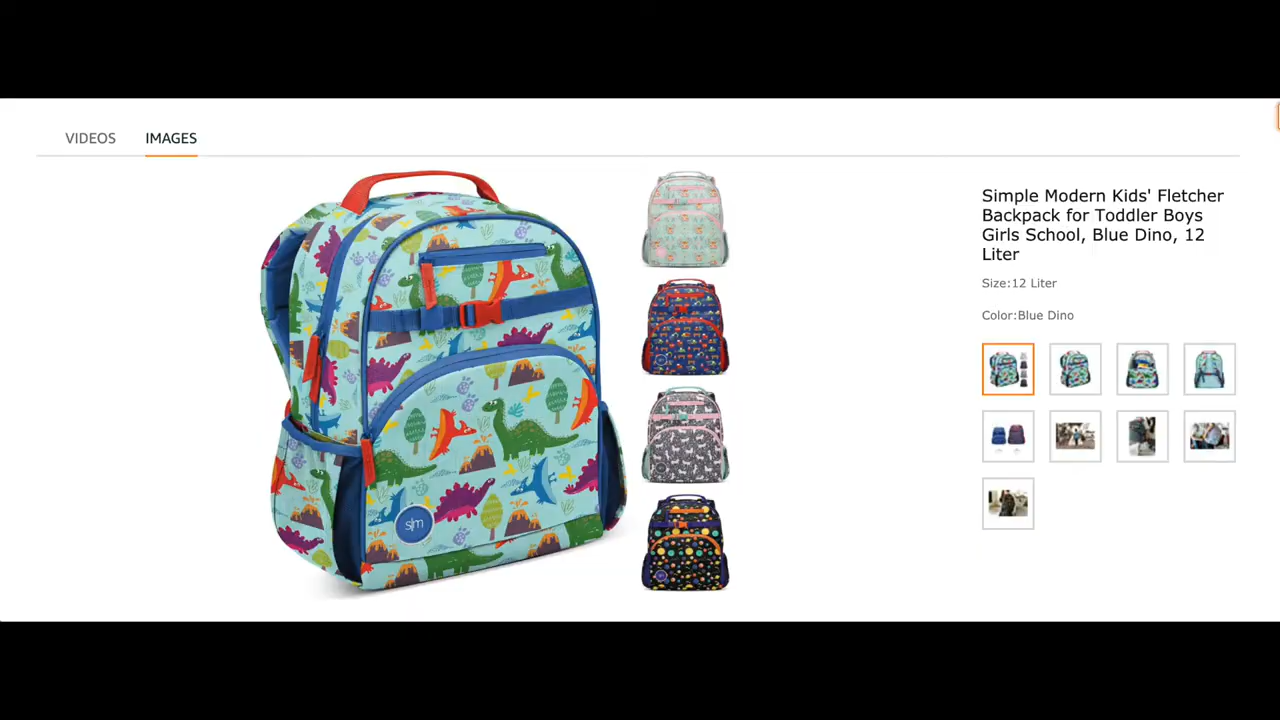 VIDEOS
IMAGES
Simple Modern Kids' Fletcher
Backpack for Toddler Boys
Girls School, Blue Dino, 12
Liter
Size:12 Liter
Color:Blue Dino
s|m